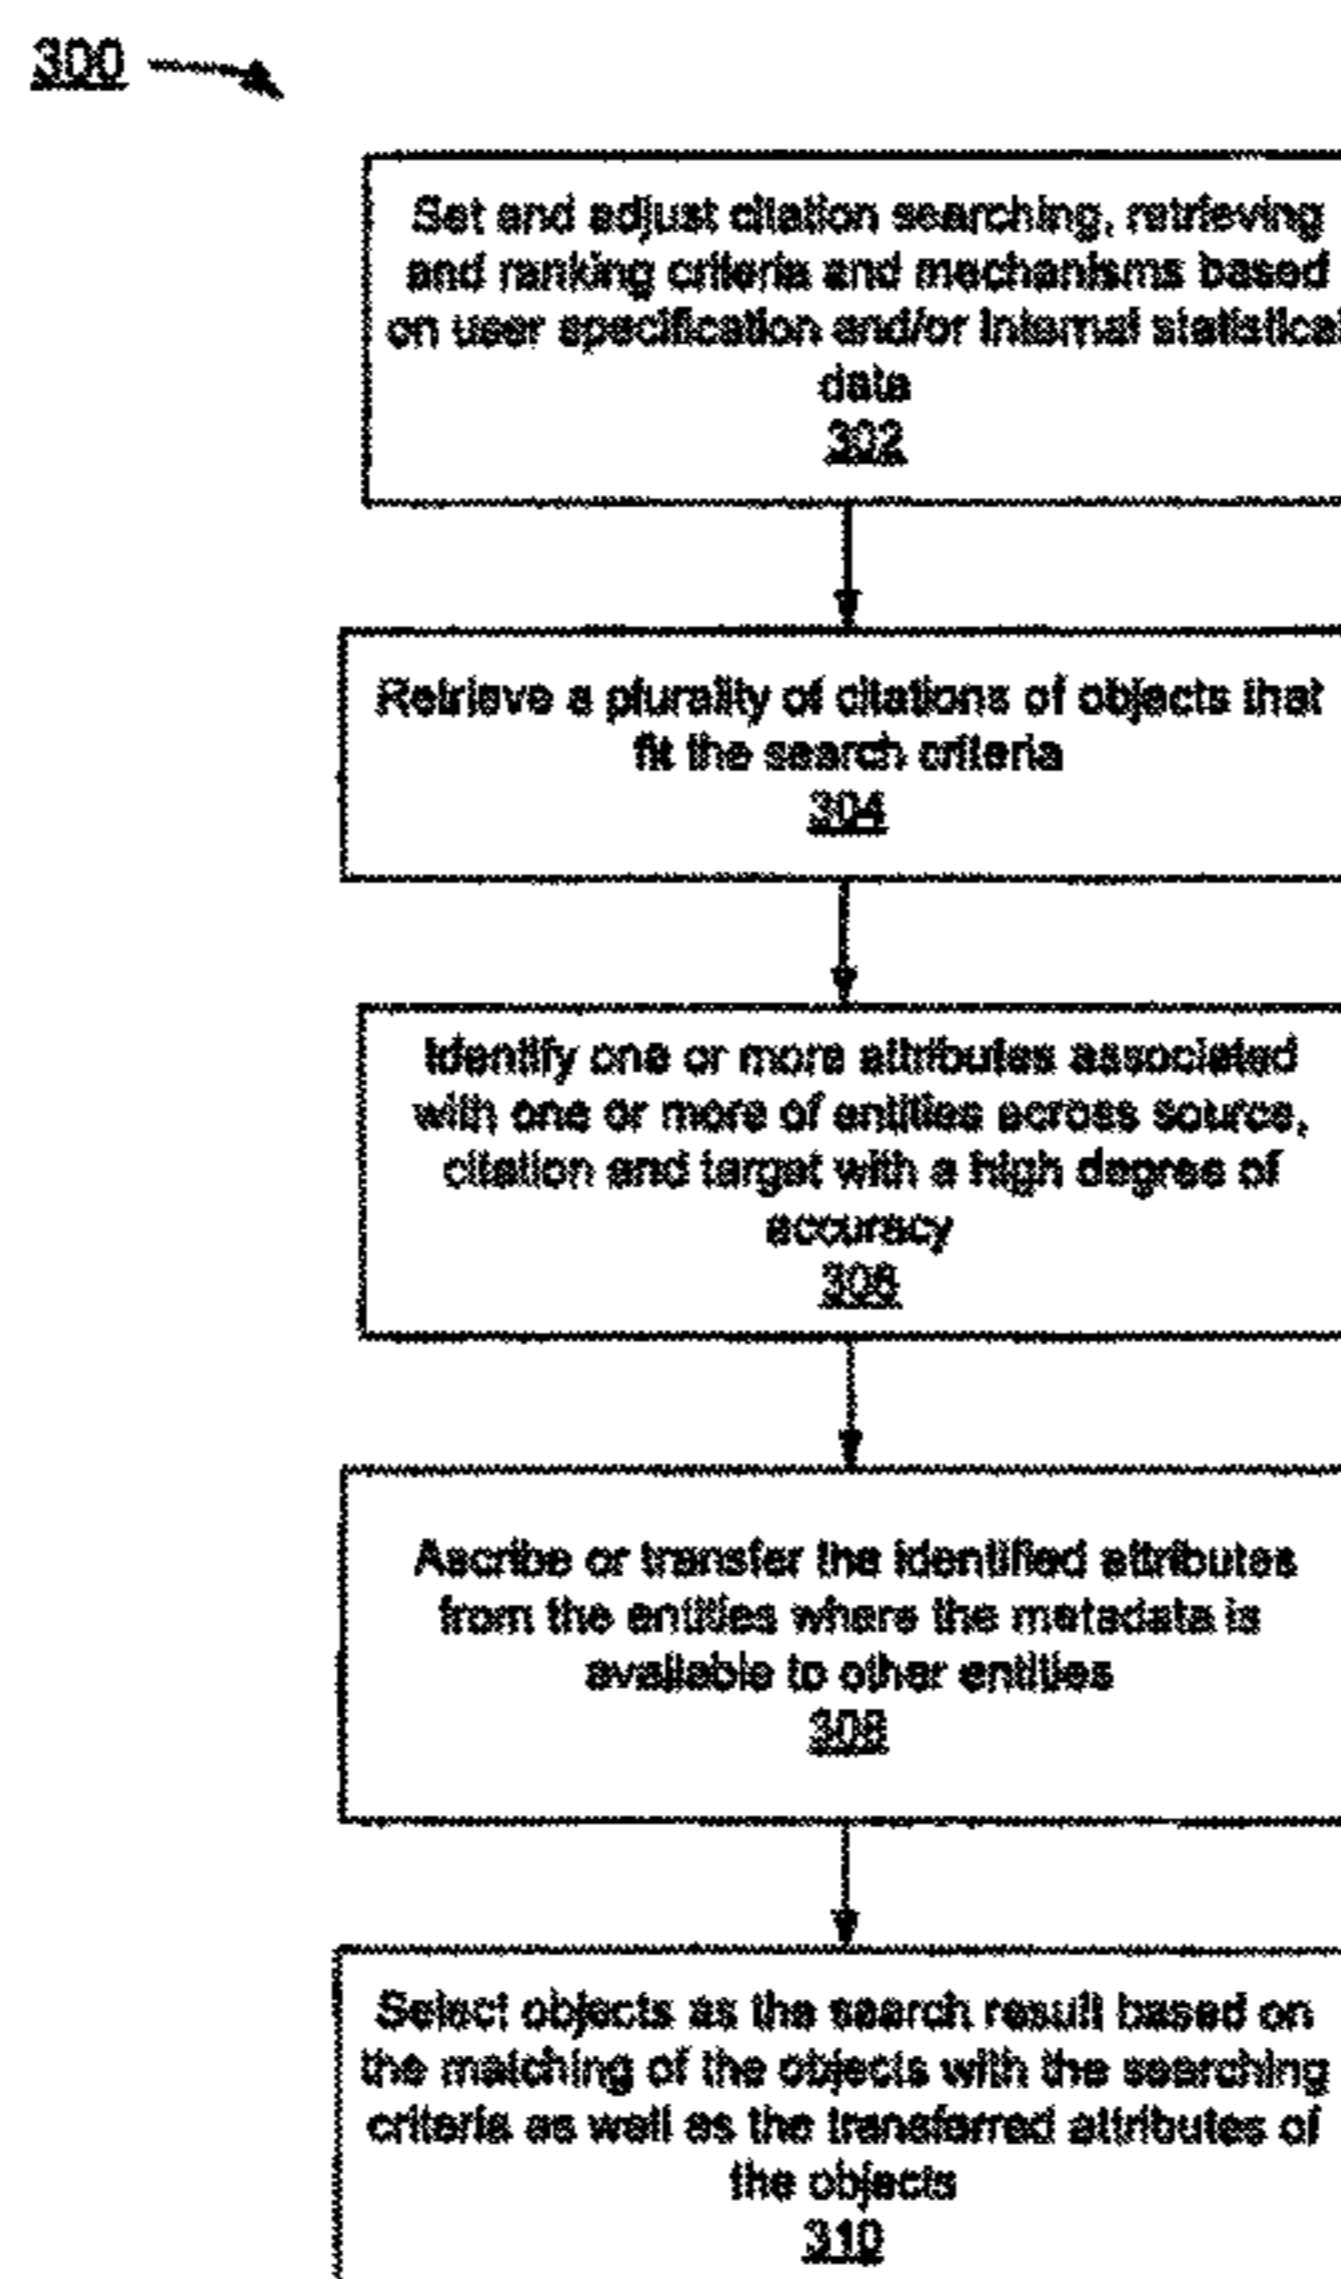 300
Set and adjust citation searching, retrieving
and ranking criteria and mechanisms based
on user specification and/or internal statistical
data
302
Retrieve a plurality of citations of objects that
fit the search criteria
304
Identify one or more attributes associated
with one or more of entities across source,
citation and target with a high degree of
accuracy
306
Ascribe or transfer the identified attributes
from the entities where the metadata is
available to other entities
308
Select objects as the search result based on
the matching of the objects with the searching
criteria as well as the transferred attributes of
the objects
310